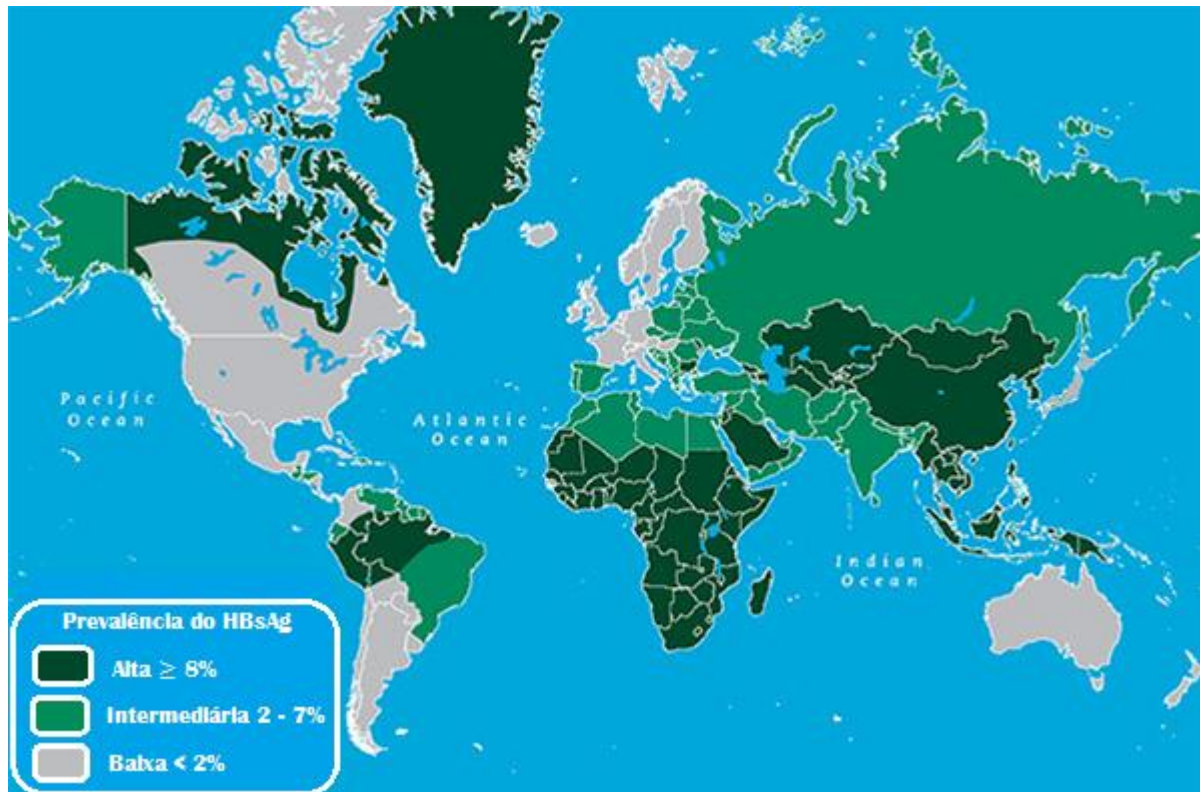 Pacific
Ocean
Atlantic
Ocean
Indian
Ocean
Prevalência do HBsAg
Alta ≥ 8%
Intermediária 2 - 7%
Baixa < 2%